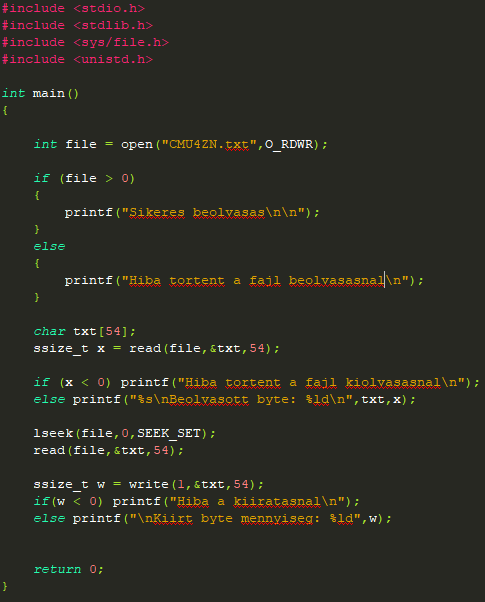 #include <stdio.h>
#include <stdlib.h>
#include <sys/file.h>
#include <unistd.h>
int main()
{
int file = open("CMU4ZN.txt",O_RDWR);
if (file > 0)
{
printf("Sikeres beolvasas\n\n");
}
else
{
printf("Hiba tortent a fajl beolvasasnal\n");
}
char txt[54];
ssize_t x = read(file,&txt,54);
if (x < 0) printf("Hiba tortent a fajl kiolvasasnal\n");
else printf("%s\nBeolvasott byte: %ld\n",txt,x);
lseek(file,0,SEEK_SET);
read(file,&txt,54);
ssize_t w = write(1,&txt,54);
if(w < 0) printf("Hiba a kiiratasnal\n");
else printf("\nKiirt byte mennyiseg: %ld",w);
return 0;
}